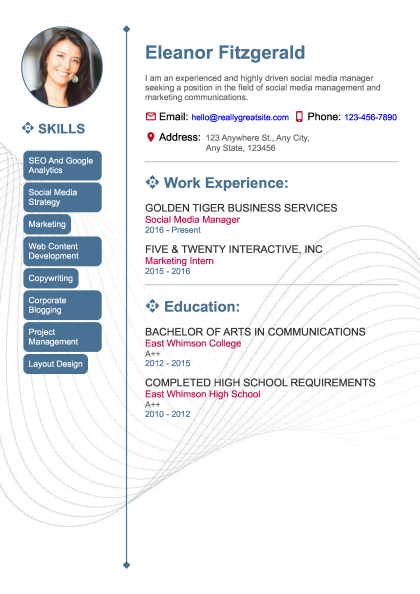 Eleanor Fitzgerald
I am an experienced and highly driven social media manager
seeking a position in the field of social media management and
marketing communications.
Email: hello@reallygreatsite.com Phone: 123-456-7890
Address: 123 Anywhere St., Any City,
Any State, 123456
SKILLS
SEO And Google
Analytics
Social Media
Strategy
Marketing
Web Content
Development
Copywriting
Corporate
Blogging
Project
Management
Layout Design
Work Experience:
GOLDEN TIGER BUSINESS SERVICES
Social Media Manager
2016 - Present
FIVE & TWENTY INTERACTIVE, INC
Marketing Intern
2015 - 2016
Education:
BACHELOR OF ARTS IN COMMUNICATIONS
East Whimson College
A++
2012 - 2015
COMPLETED HIGH SCHOOL REQUIREMENTS
East Whimson High School
A++
2010 - 2012